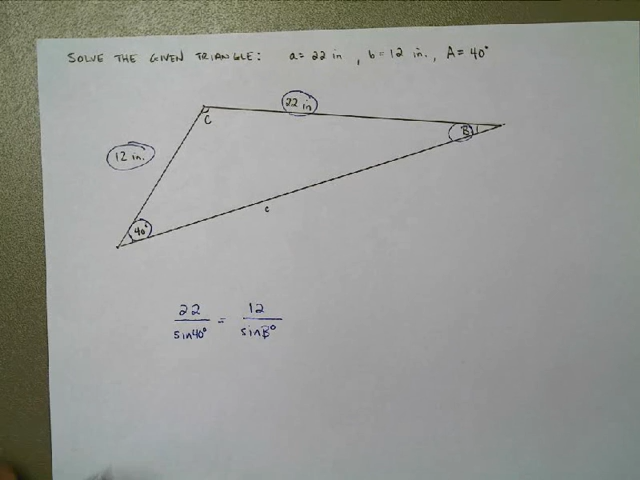 SOLVE THE GIVEN TRIANGLE: a=22 in, b=12 in., A=40°
22 in
C
B
12 in.
c
40°
22 = 12
sin40° sinB°